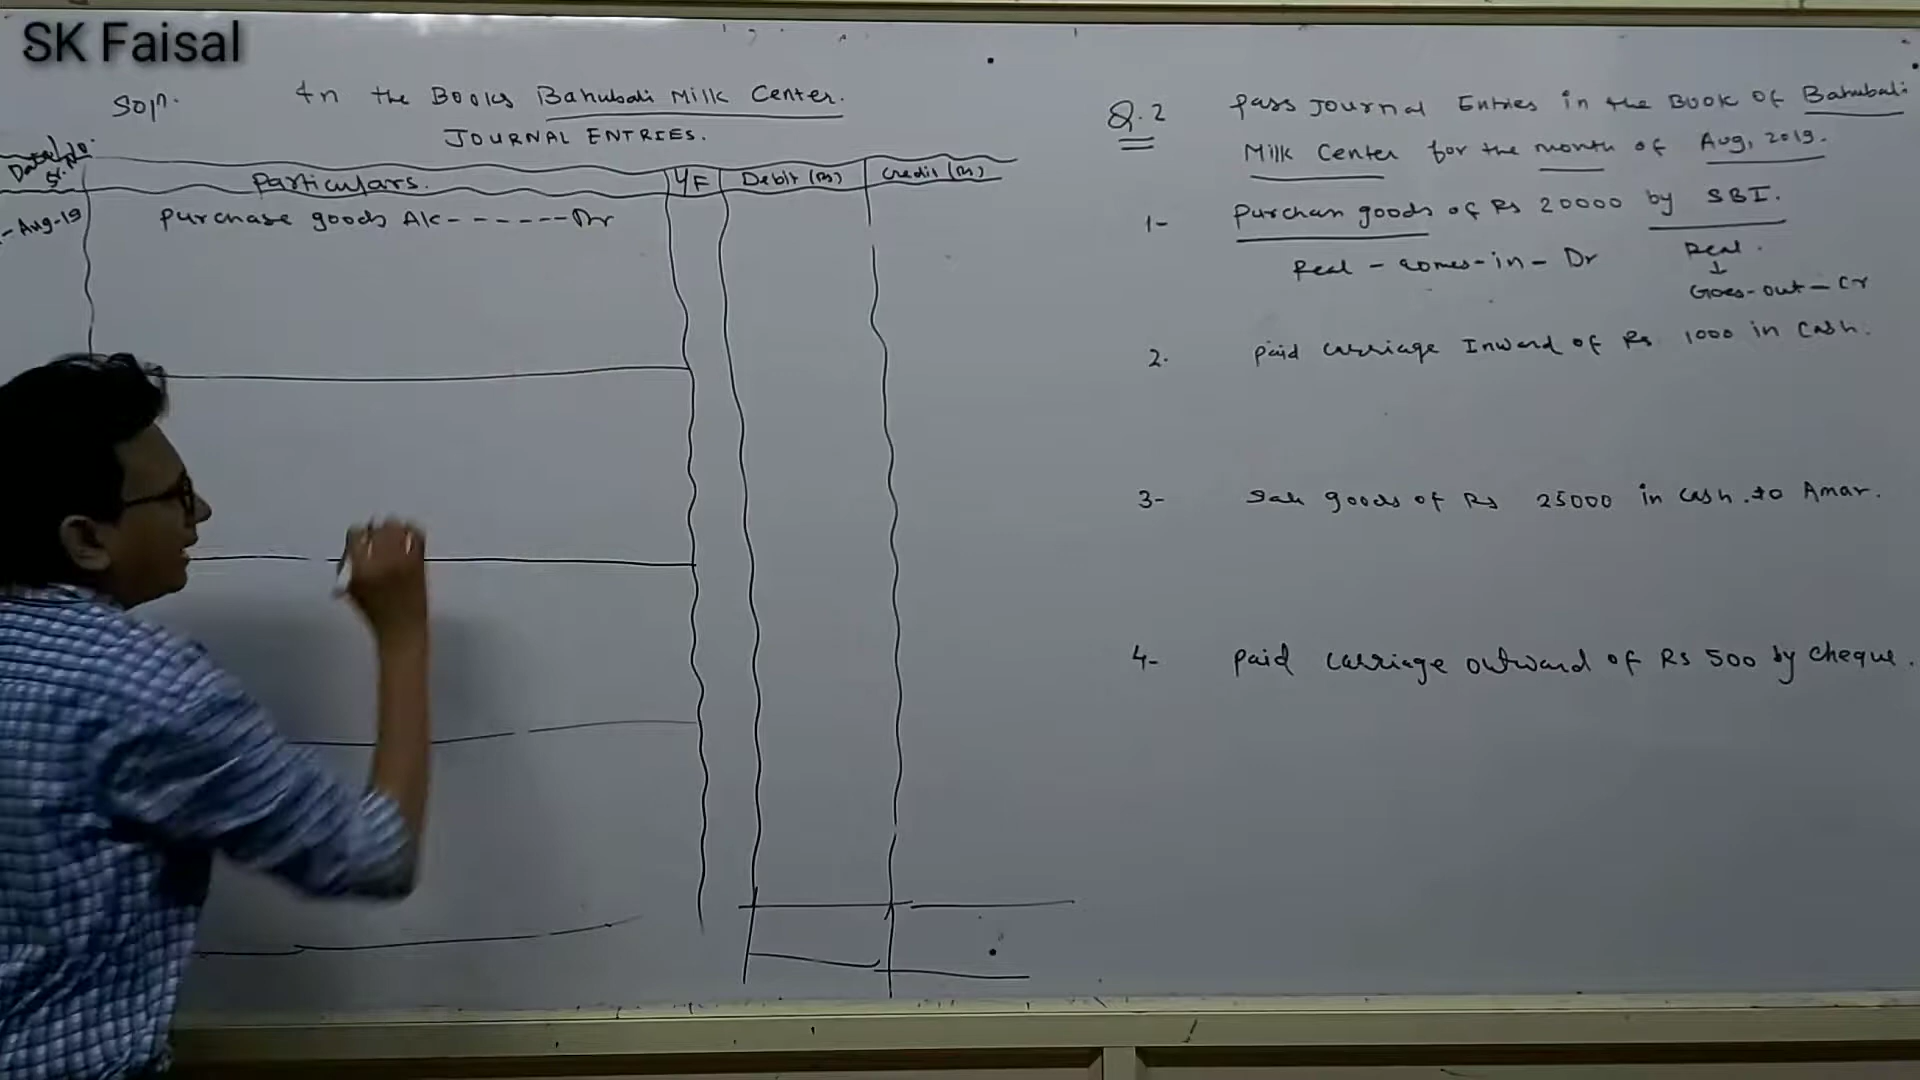 SK Faisal
Soln. In the Books Bahubali Milk Center.
JOURNAL ENTRIES.
Particulars. L/F Debit (Rs) Credit (Rs)
-Aug-19 Purchase goods A/c - - - - - - - Dr
Q.2 Pass Journal Entries in the Book of Bahubali
Milk Center for the month of Aug, 2019.
1- Purchase goods of Rs 20000 by SBI.
Real - comes-in - Dr Real.
↓
Goes-out - Cr
2. Paid carriage Inward of Rs 1000 in cash.
3- Sale goods of Rs 25000 in cash to Amar.
4- Paid carriage outward of Rs 500 by cheque.